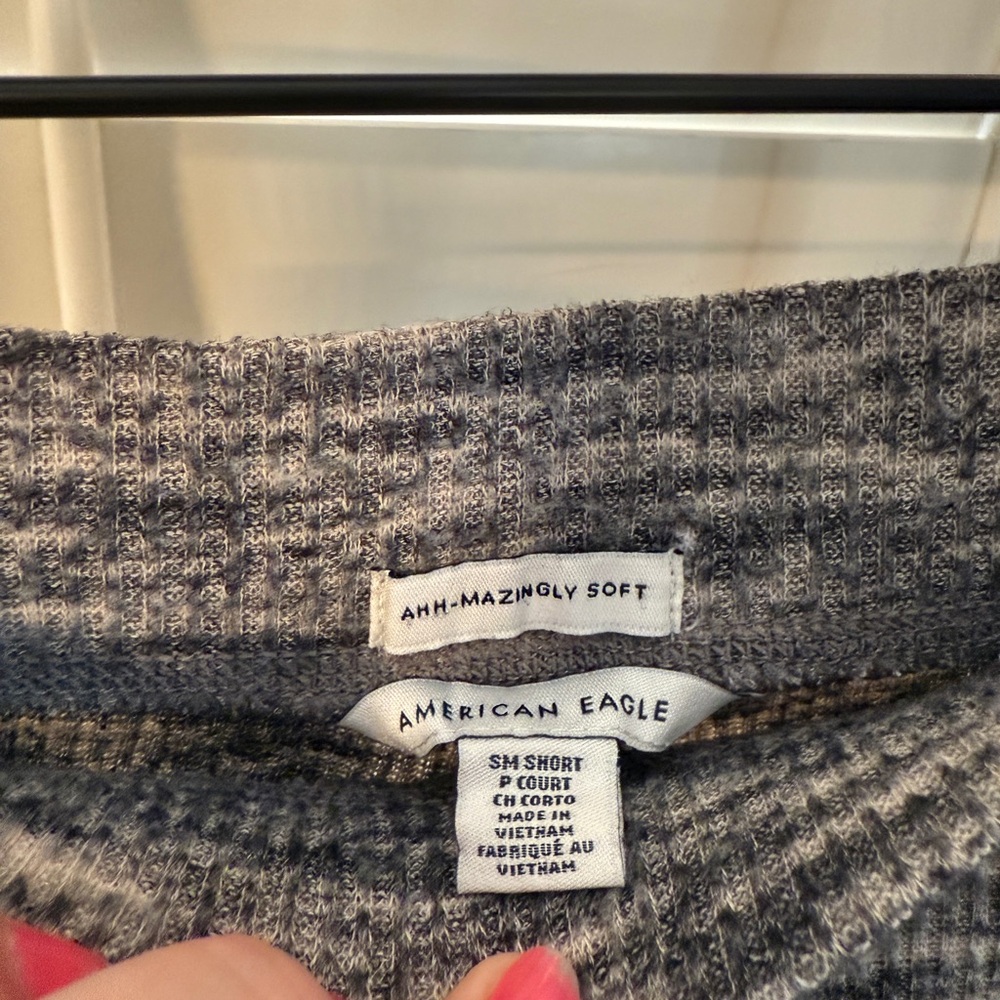 AHH-MAZINGLY SOFT
AMERICAN EAGLE
SM SHORT
P COURT
CH CORTO
MADE IN
VIETNAM
FABRIQUÉ AU
VIETNAM